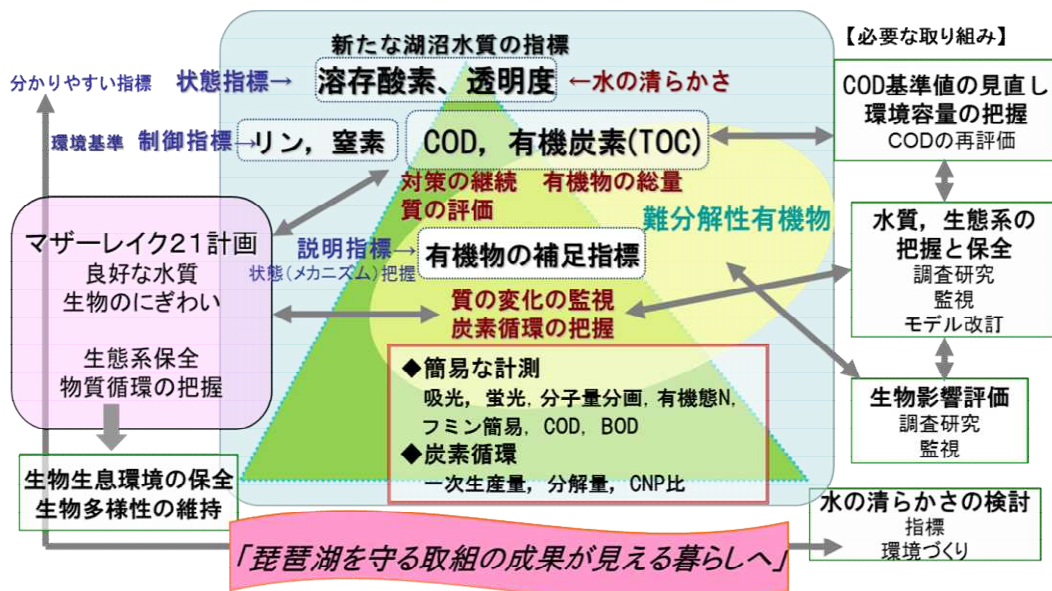 新たな湖沼水質の指標
【必要な取り組み】
分かりやすい指標 状態指標→ 溶存酸素、透明度 ←水の清らかさ
環境基準 制御指標→ リン，窒素 COD，有機炭素(TOC)
対策の継続 有機物の総量
質の評価
難分解性有機物
説明指標→ 有機物の補足指標
状態(メカニズム)把握
質の変化の監視
炭素循環の把握
◆簡易な計測
吸光，蛍光，分子量分画，有機態N，
フミン簡易，COD，BOD
◆炭素循環
一次生産量，分解量，CNP比
マザーレイク21計画
良好な水質
生物のにぎわい
生態系保全
物質循環の把握
生物生息環境の保全
生物多様性の維持
COD基準値の見直し
環境容量の把握
CODの再評価
水質，生態系の
把握と保全
調査研究
監視
モデル改訂
生物影響評価
調査研究
監視
水の清らかさの検討
指標
環境づくり
「琵琶湖を守る取組の成果が見える暮らしへ」